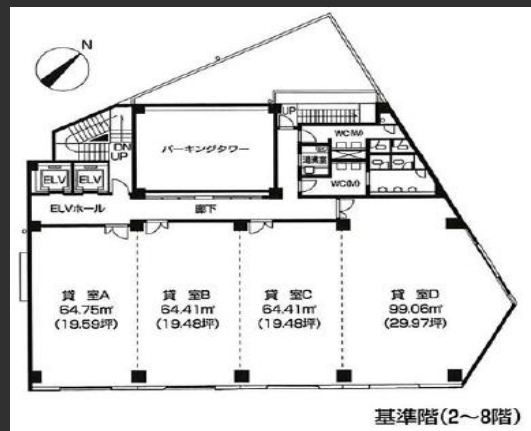 N
UP
DN
UP
パーキングタワー
WC(W)
湯沸室
WC(M)
ELV
ELV
ELVホール
廊下
貸室A
64.75㎡
(19.59坪)
貸室B
64.41㎡
(19.48坪)
貸室C
64.41㎡
(19.48坪)
貸室D
99.06㎡
(29.97坪)
基準階(2〜8階)